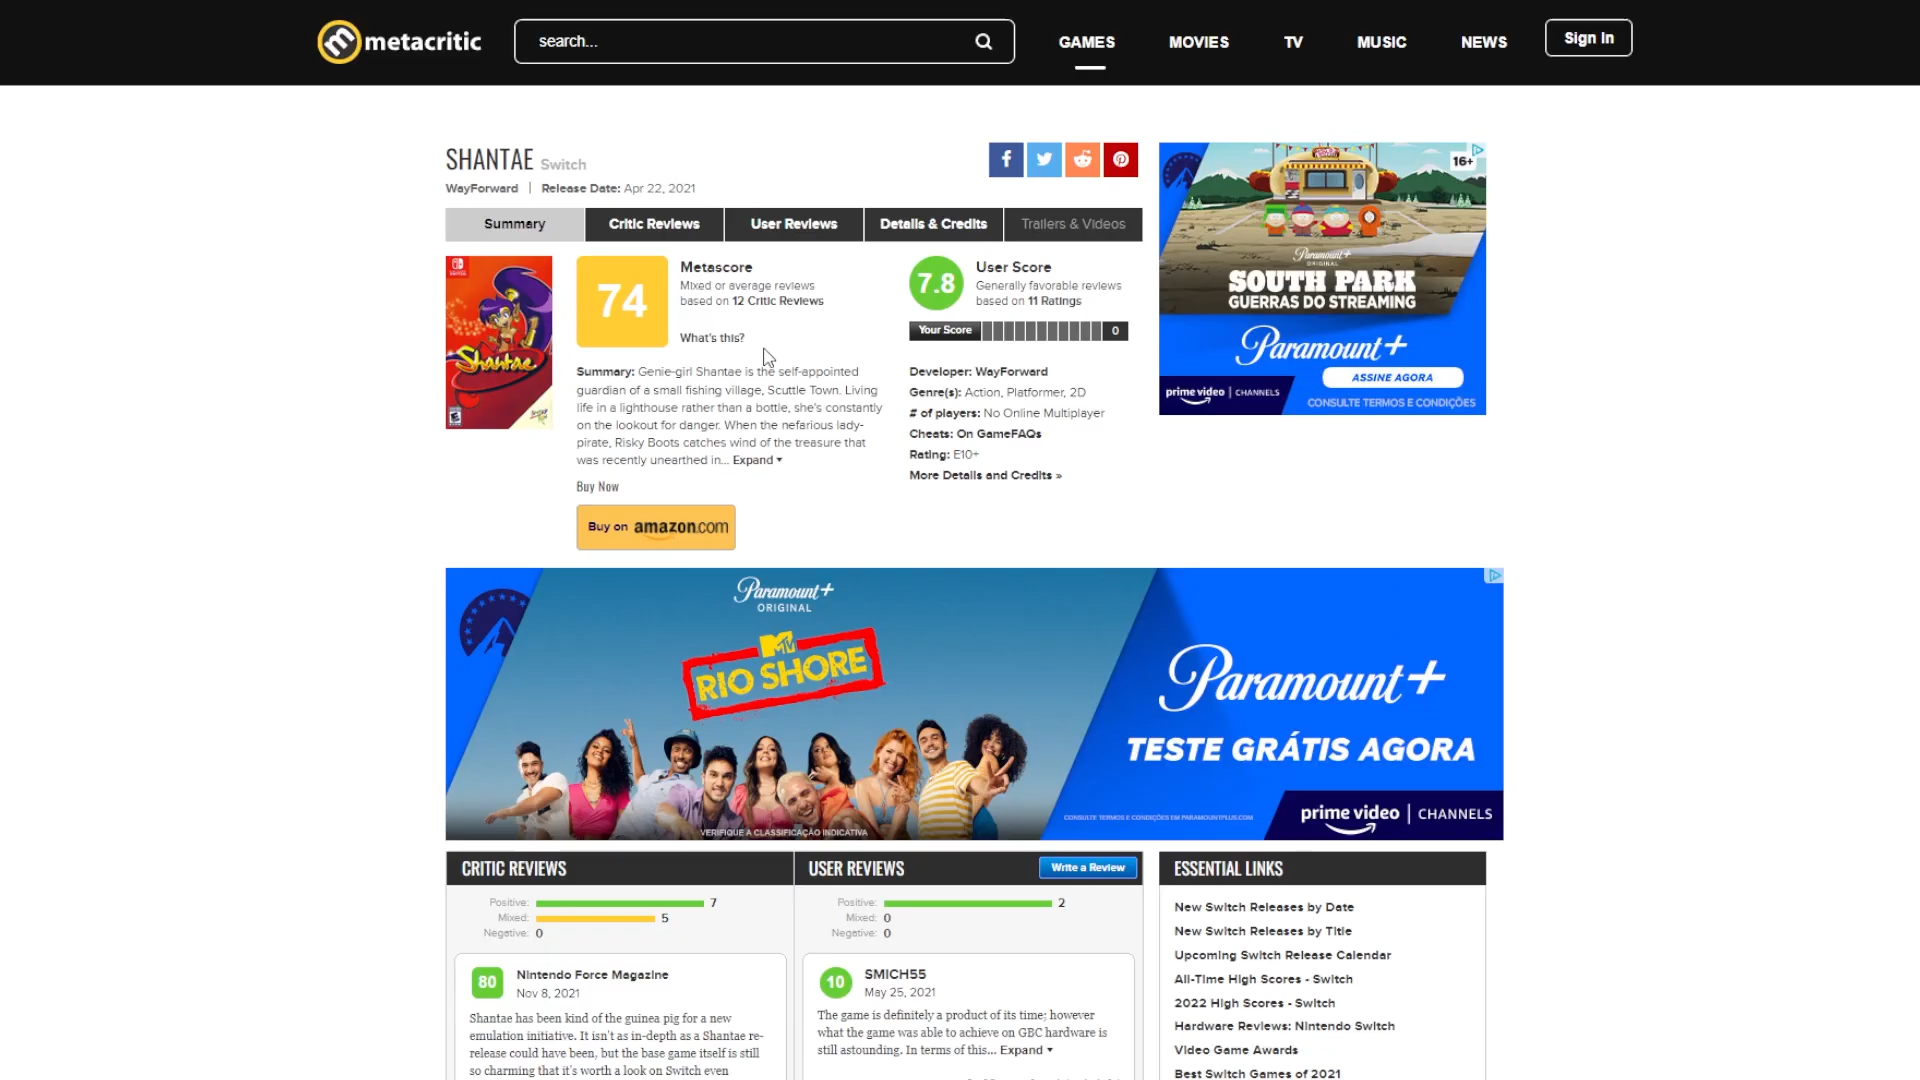 metacritic
search...
GAMES
MOVIES
TV
MUSIC
NEWS
Sign In
SHANTAE Switch
WayForward | Release Date: Apr 22, 2021
Summary
Critic Reviews
User Reviews
Details & Credits
Trailers & Videos
Shantae
74
Metascore
Mixed or average reviews
based on 12 Critic Reviews
What's this?
Summary: Genie-girl Shantae is the self-appointed
guardian of a small fishing village, Scuttle Town. Living
life in a lighthouse rather than a bottle, she's constantly
on the lookout for danger. When the nefarious lady-
pirate, Risky Boots catches wind of the treasure that
was recently unearthed in... Expand
Buy Now
Buy on amazon.com
7.8
User Score
Generally favorable reviews
based on 11 Ratings
Your Score
0
Developer: WayForward
Genre(s): Action, Platformer, 2D
# of players: No Online Multiplayer
Cheats: On GameFAQs
Rating: E10+
More Details and Credits »
16+
Paramount+
ORIGINAL
SOUTH PARK
GUERRAS DO STREAMING
Paramount+
ASSINE AGORA
prime video | CHANNELS
CONSULTE TERMOS E CONDIÇÕES
Paramount+
ORIGINAL
MTV
RIO SHORE
VERIFIQUE A CLASSIFICAÇÃO INDICATIVA
Paramount+
TESTE GRÁTIS AGORA
CONSULTE TERMOS E CONDIÇÕES EM PARAMOUNTPLUS.COM
prime video | CHANNELS
CRITIC REVIEWS
Positive: 7
Mixed: 5
Negative: 0
80
Nintendo Force Magazine
Nov 8, 2021
Shantae has been kind of the guinea pig for a new
emulation initiative. It isn't as in-depth as a Shantae re-
release could have been, but the base game itself is still
so charming that it's worth a look on Switch even
USER REVIEWS
Write a Review
Positive: 2
Mixed: 0
Negative: 0
10
SMICH55
May 25, 2021
The game is definitely a product of its time; however
what the game was able to achieve on GBC hardware is
still astounding. In terms of this... Expand
ESSENTIAL LINKS
New Switch Releases by Date
New Switch Releases by Title
Upcoming Switch Release Calendar
All-Time High Scores - Switch
2022 High Scores - Switch
Hardware Reviews: Nintendo Switch
Video Game Awards
Best Switch Games of 2021